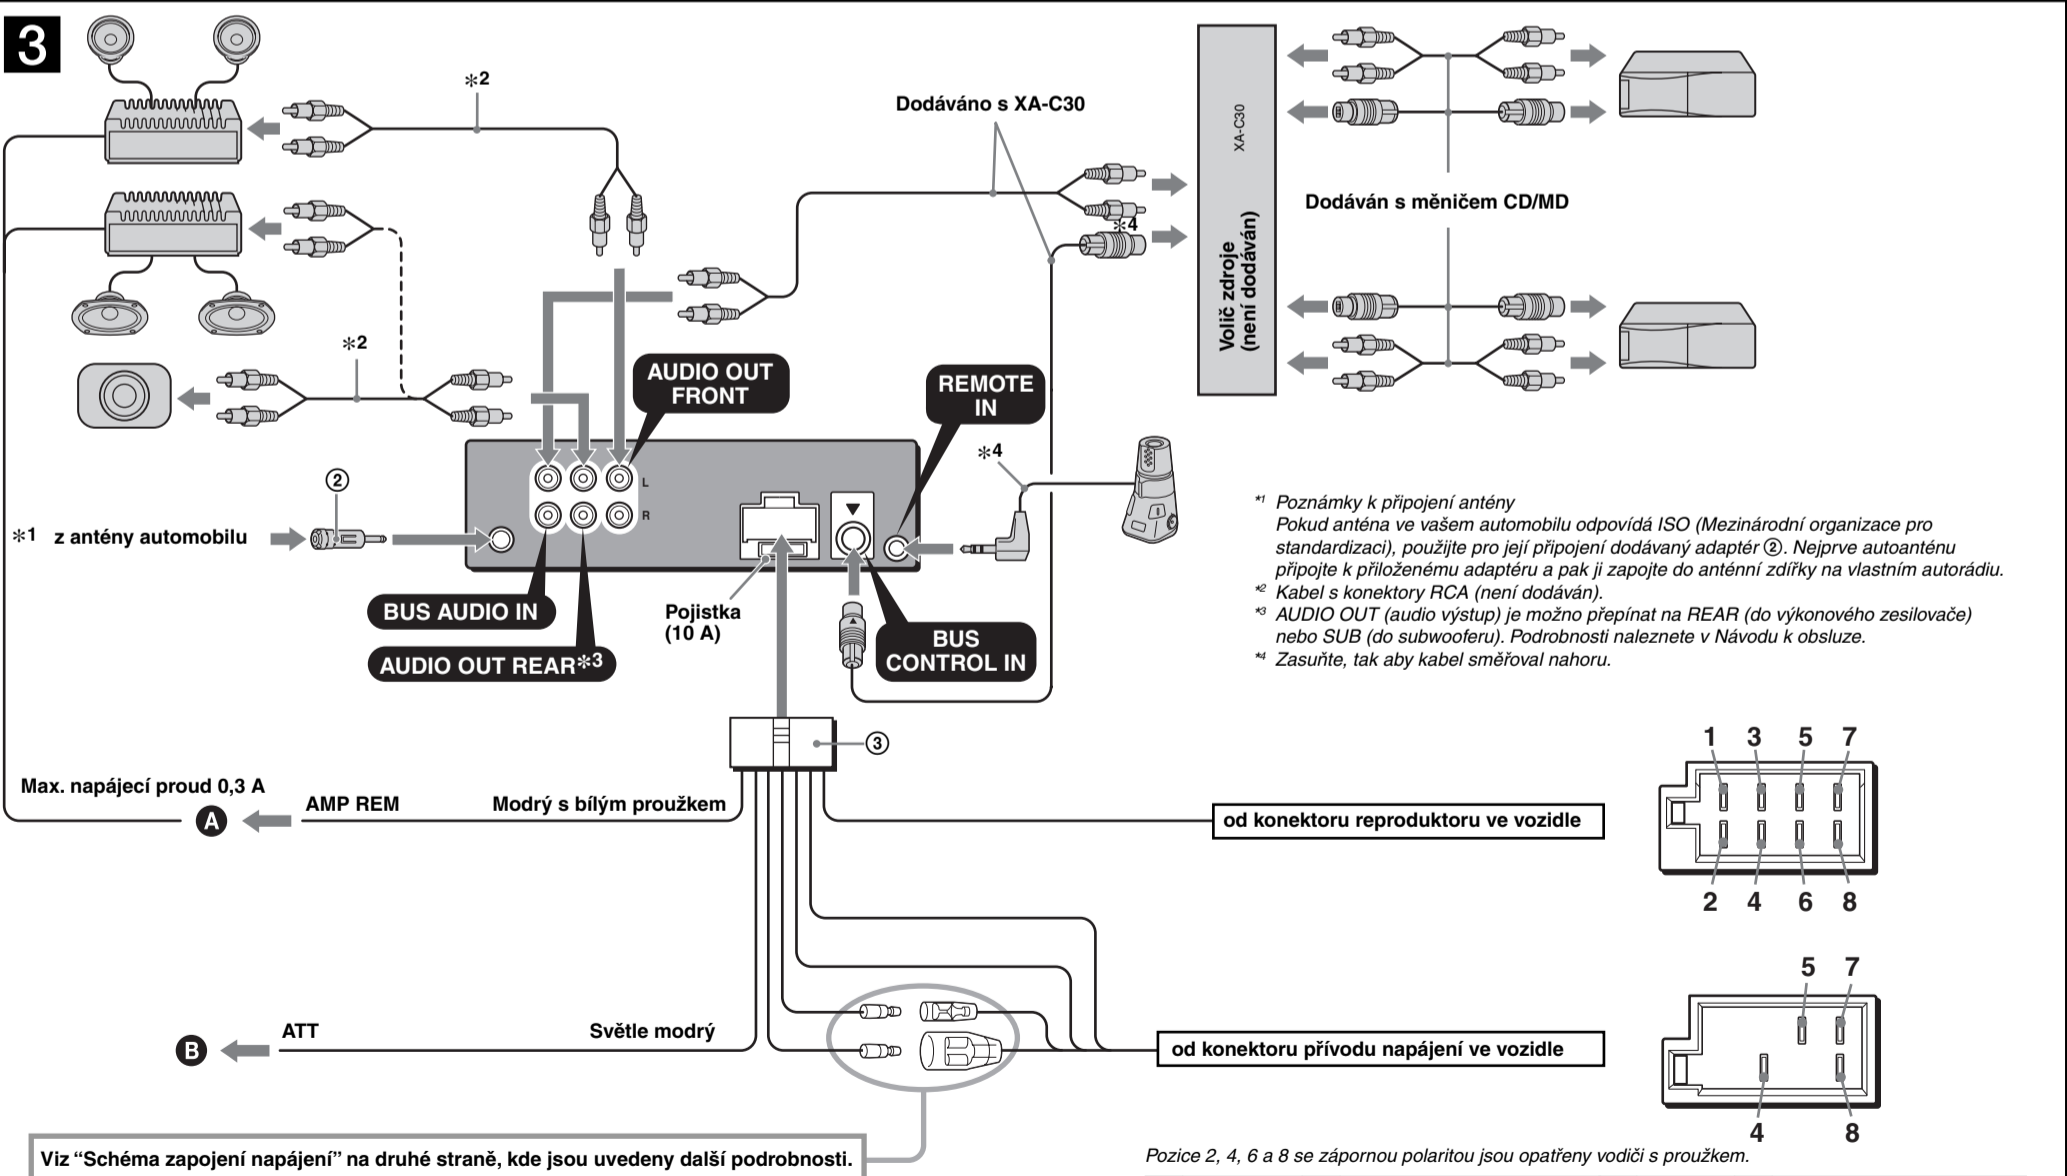 3
*2
Dodáváno s XA-C30
XA-C30
Volič zdroje
(není dodáván)
Dodáván s měničem CD/MD
*4
*2
AUDIO OUT
FRONT
REMOTE
IN
*4
②
L
R
*1 z antény automobilu
BUS AUDIO IN
AUDIO OUT REAR*3
Pojistka
(10 A)
BUS
CONTROL IN
*1 Poznámky k připojení antény
Pokud anténa ve vašem automobilu odpovídá ISO (Mezinárodní organizace pro
standardizaci), použijte pro její připojení dodávaný adaptér ②. Nejprve autoanténu
připojte k přiloženému adaptéru a pak ji zapojte do anténní zdířky na vlastním autorádiu.
*2 Kabel s konektory RCA (není dodáván).
*3 AUDIO OUT (audio výstup) je možno přepínat na REAR (do výkonového zesilovače)
nebo SUB (do subwooferu). Podrobnosti naleznete v Návodu k obsluze.
*4 Zasuňte, tak aby kabel směřoval nahoru.
③
Max. napájecí proud 0,3 A
A
AMP REM
Modrý s bílým proužkem
od konektoru reproduktoru ve vozidle
1 3 5 7
2 4 6 8
B
ATT
Světle modrý
od konektoru přívodu napájení ve vozidle
5 7
4 8
Viz “Schéma zapojení napájení” na druhé straně, kde jsou uvedeny další podrobnosti.
Pozice 2, 4, 6 a 8 se zápornou polaritou jsou opatřeny vodiči s proužkem.